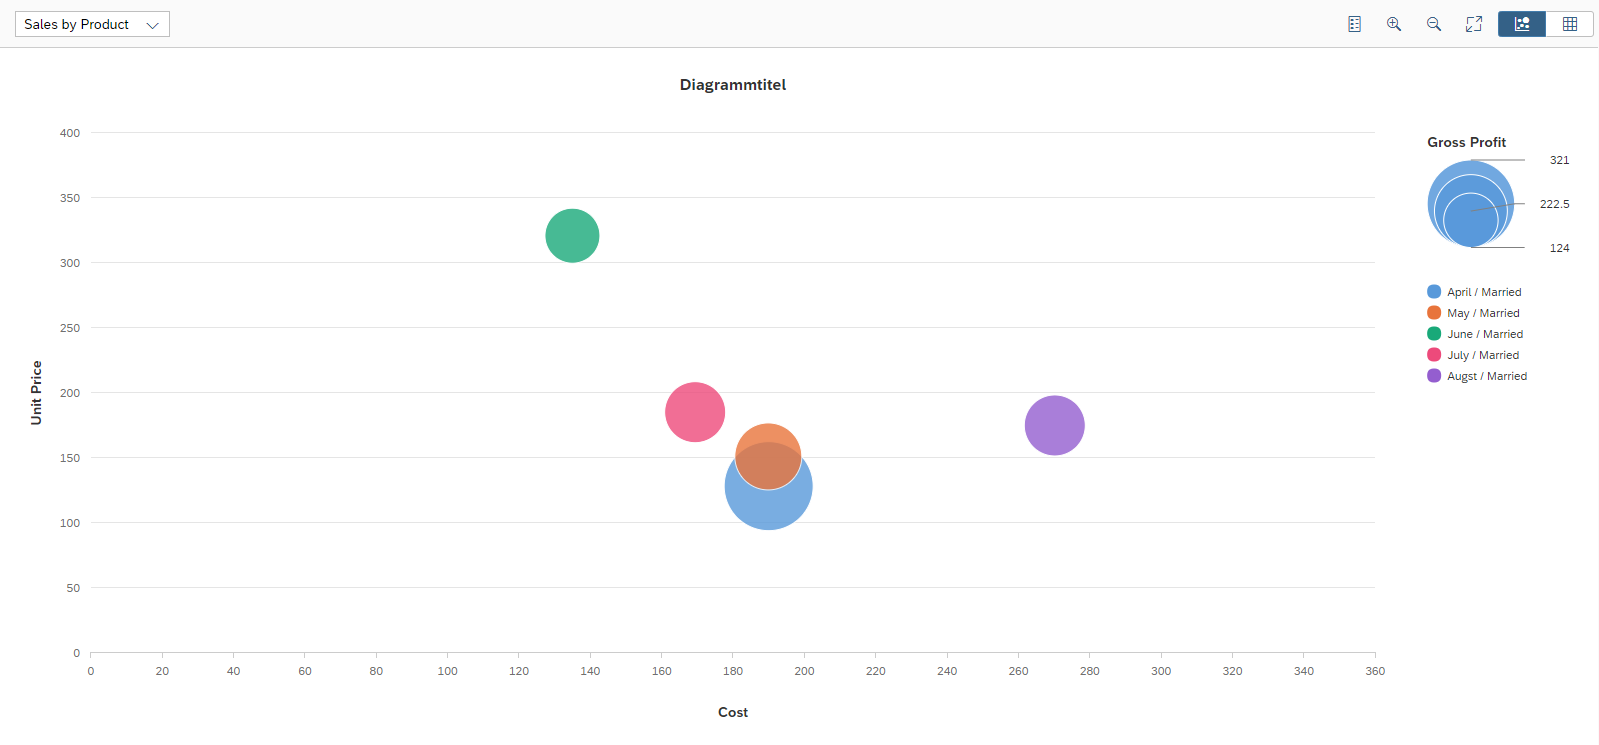 Sales by Product
Diagrammtitel
400
350
300
250
200
150
100
50
0
Unit Price
0 20 40 60 80 100 120 140 160 180 200 220 240 260 280 300 320 340 360
Cost
Gross Profit
321
222.5
124
April / Married
May / Married
June / Married
July / Married
Augst / Married